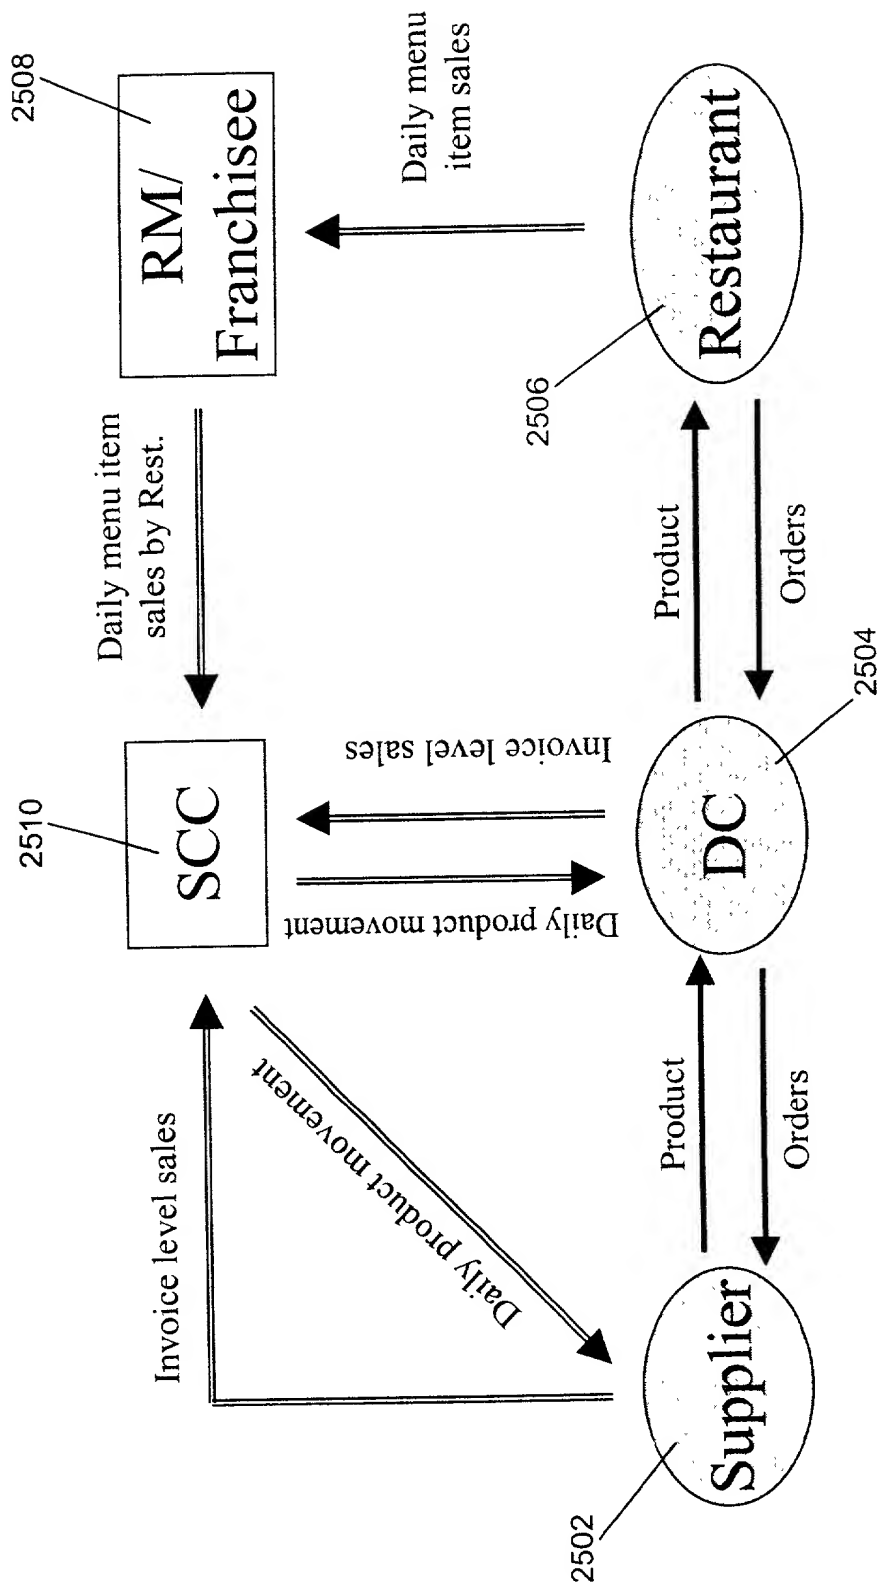 2510
2508
SCC
RM/
Franchisee
Invoice level sales
Daily menu item
sales by Rest.
Daily product movement
Daily product movement
Invoice level sales
Daily menu
item sales
2502
Supplier
Product
Orders
DC
2504
Product
Orders
2506
Restaurant